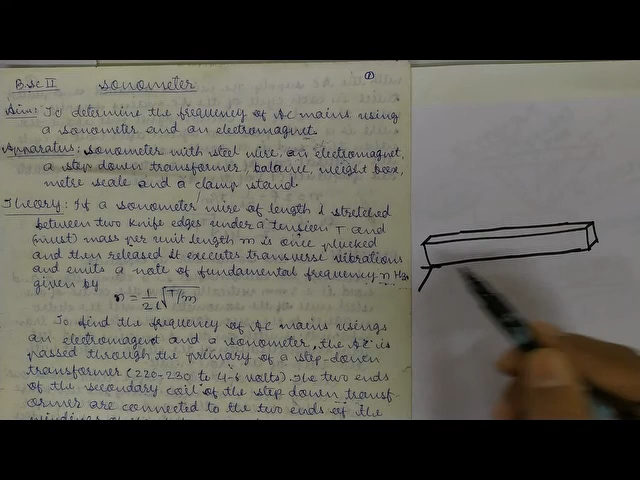 B.sc II sonometer ①
Aim: To determine the frequency of AC mains using
a sonometer and an electromagnet.
Apparatus: sonometer with steel wire, an electromagnet,
a step down transformer, balance, weight box,
metre scale and a clamp stand.
Theory: If a sonometer wire of length l stretched
between two knife edges under a tension T and
(must) mass per unit length m is once plucked
and then released it executes transverse vibrations
and emits a note of fundamental frequency n Hz,
given by
n = 1/2l √T/m
To find the frequency of AC mains usings
an electromagnet and a sonometer, the AC is
passed through the primary of a step-down
transformer (220-230 to 4-6 volts). The two ends
of the secondary coil of the step down transf-
ormer are connected to the two ends of the
windings of